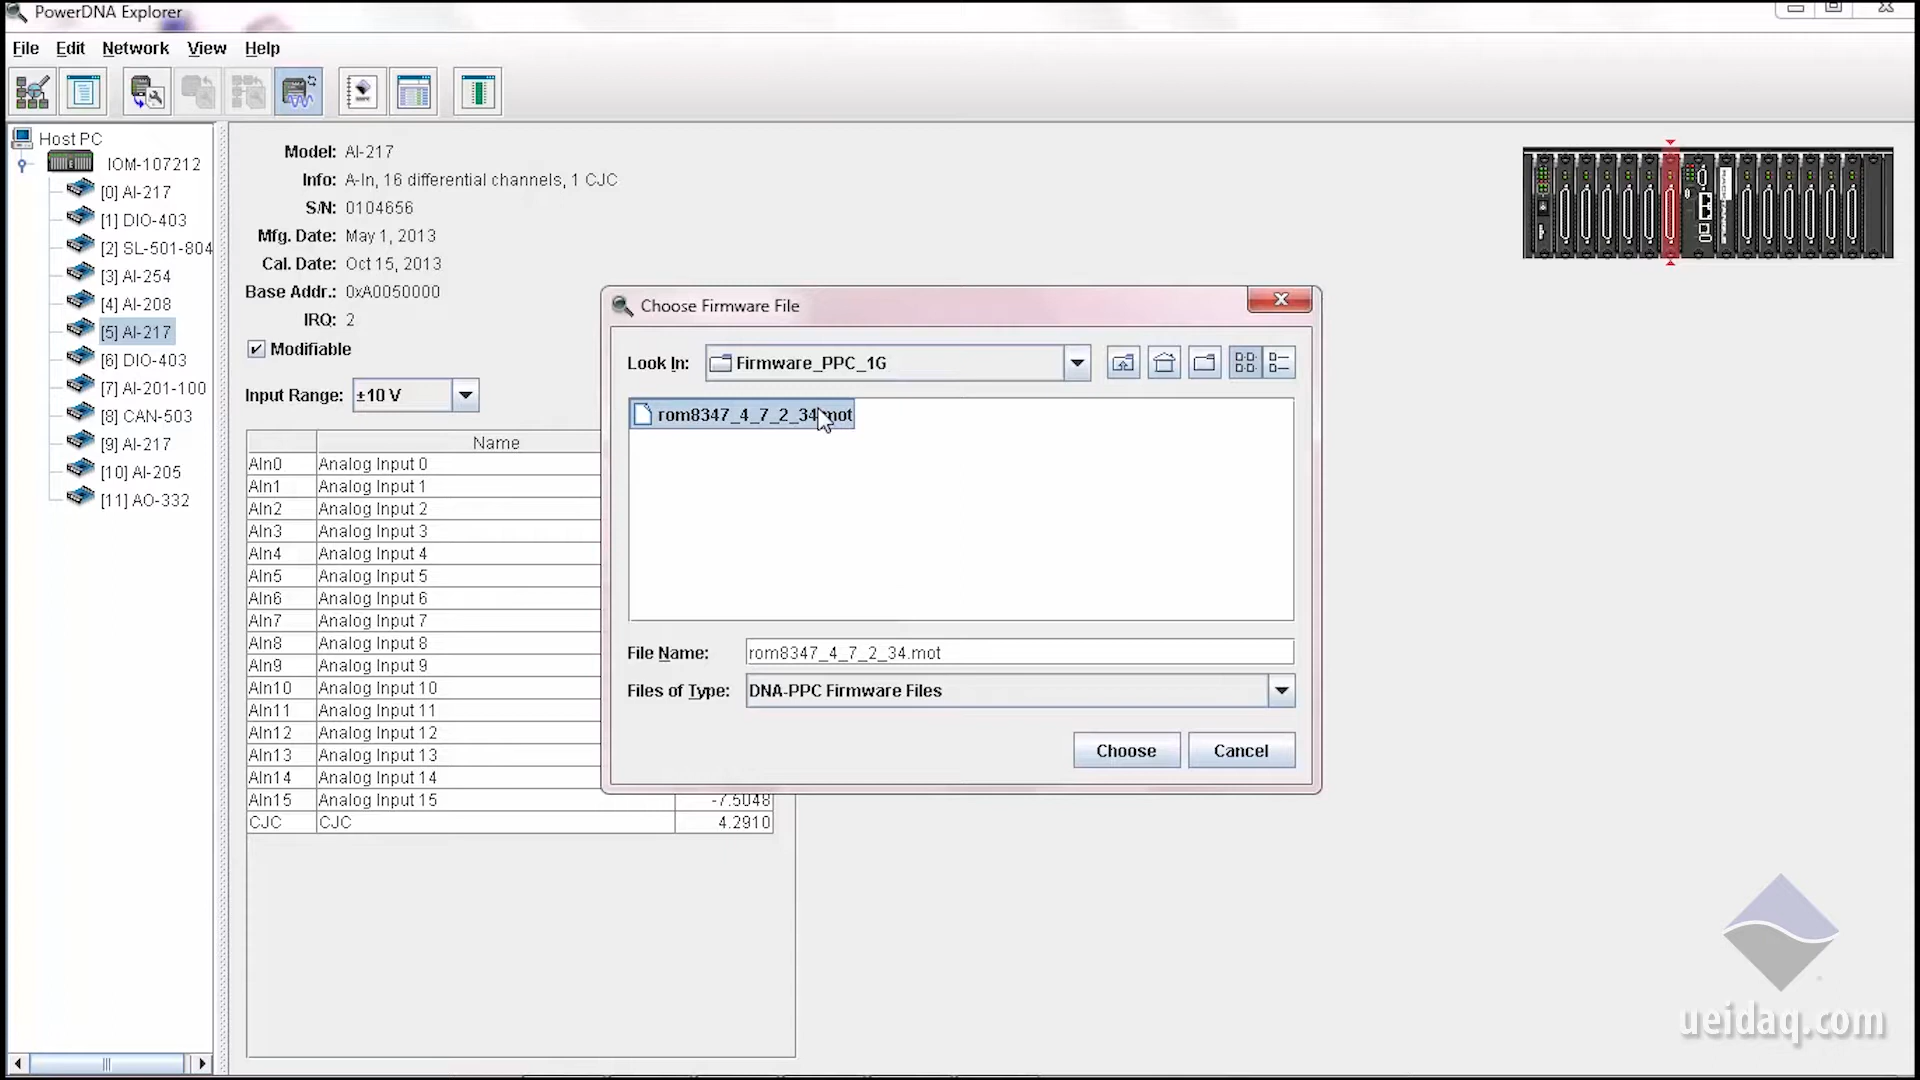 PowerDNA Explorer
File Edit Network View Help
Host PC
IOM-107212
[0] AI-217
[1] DIO-403
[2] SL-501-804
[3] AI-254
[4] AI-208
[5] AI-217
[6] DIO-403
[7] AI-201-100
[8] CAN-503
[9] AI-217
[10] AI-205
[11] AO-332
Model: AI-217
Info: A-In, 16 differential channels, 1 CJC
S/N: 0104656
Mfg. Date: May 1, 2013
Cal. Date: Oct 15, 2013
Base Addr.: 0xA0050000
IRQ: 2
Modifiable
Input Range: ±10 V
Name
AIn0 Analog Input 0
AIn1 Analog Input 1
AIn2 Analog Input 2
AIn3 Analog Input 3
AIn4 Analog Input 4
AIn5 Analog Input 5
AIn6 Analog Input 6
AIn7 Analog Input 7
AIn8 Analog Input 8
AIn9 Analog Input 9
AIn10 Analog Input 10
AIn11 Analog Input 11
AIn12 Analog Input 12
AIn13 Analog Input 13
AIn14 Analog Input 14
AIn15 Analog Input 15 -7.5048
CJC CJC 4.2910
Choose Firmware File
Look In: Firmware_PPC_1G
rom8347_4_7_2_34.mot
File Name: rom8347_4_7_2_34.mot
Files of Type: DNA-PPC Firmware Files
Choose Cancel
ueidaq.com